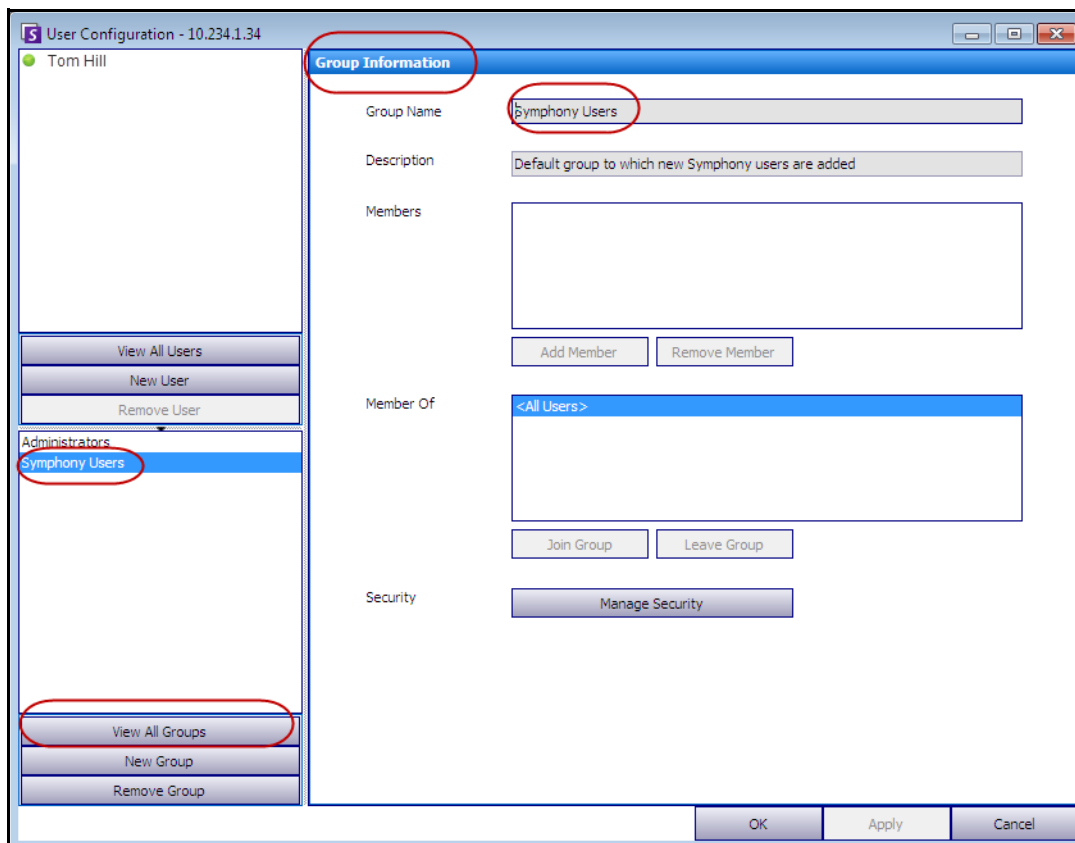 User Configuration - 10.234.1.34
Tom Hill
View All Users
New User
Remove User
Administrators
Symphony Users
View All Groups
New Group
Remove Group
Group Information
Group Name
Symphony Users
Description
Default group to which new Symphony users are added
Members
Add Member
Remove Member
Member Of
<All Users>
Join Group
Leave Group
Security
Manage Security
OK
Apply
Cancel